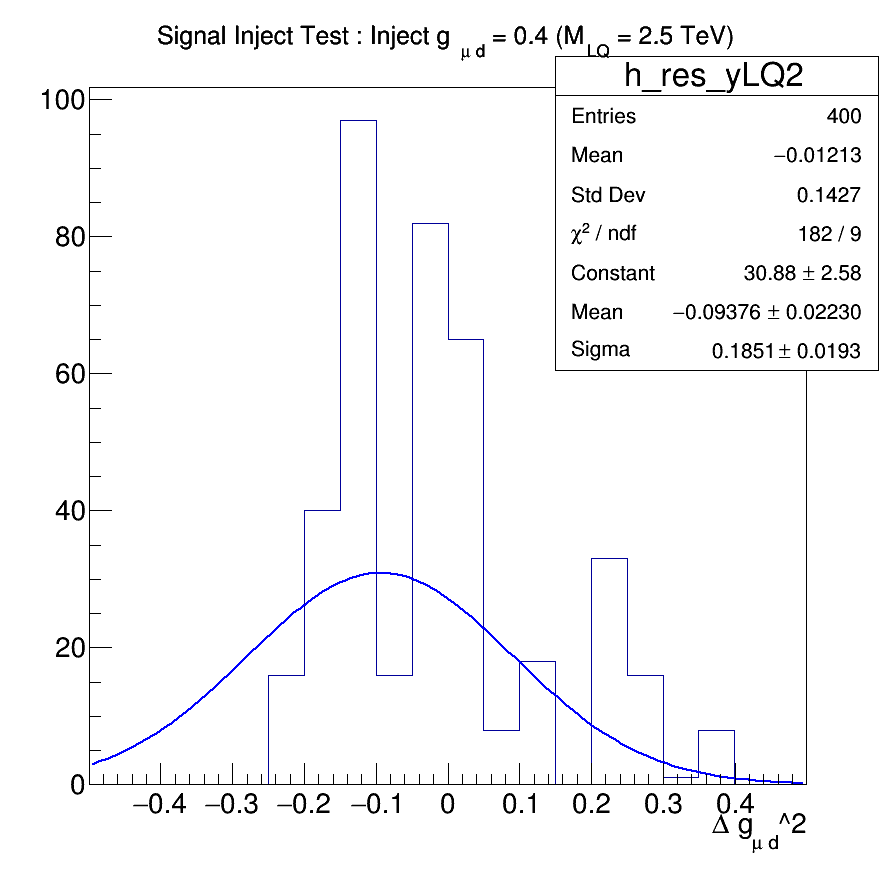 Signal Inject Test : Inject g μ d = 0.4 (M LQ = 2.5 TeV)
h_res_yLQ2
Entries 400
Mean −0.01213
Std Dev 0.1427
χ² / ndf 182 / 9
Constant 30.88 ± 2.58
Mean −0.09376 ± 0.02230
Sigma 0.1851 ± 0.0193
100
80
60
40
20
0
−0.4 −0.3 −0.2 −0.1 0 0.1 0.2 0.3 0.4
Δ g μ d^2